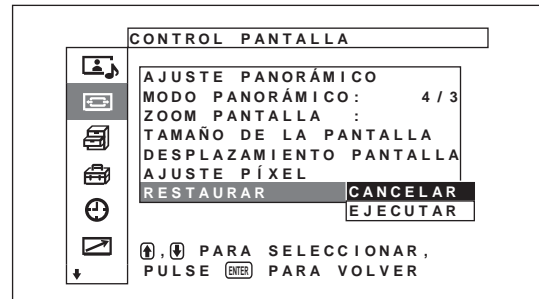 CONTROL PANTALLA
AJUSTE PANORÁMICO
MODO PANORÁMICO: 4/3
ZOOM PANTALLA :
TAMAÑO DE LA PANTALLA
DESPLAZAMIENTO PANTALLA
AJUSTE PÍXEL
RESTAURAR CANCELAR
EJECUTAR
, PARA SELECCIONAR,
PULSE ENTER PARA VOLVER